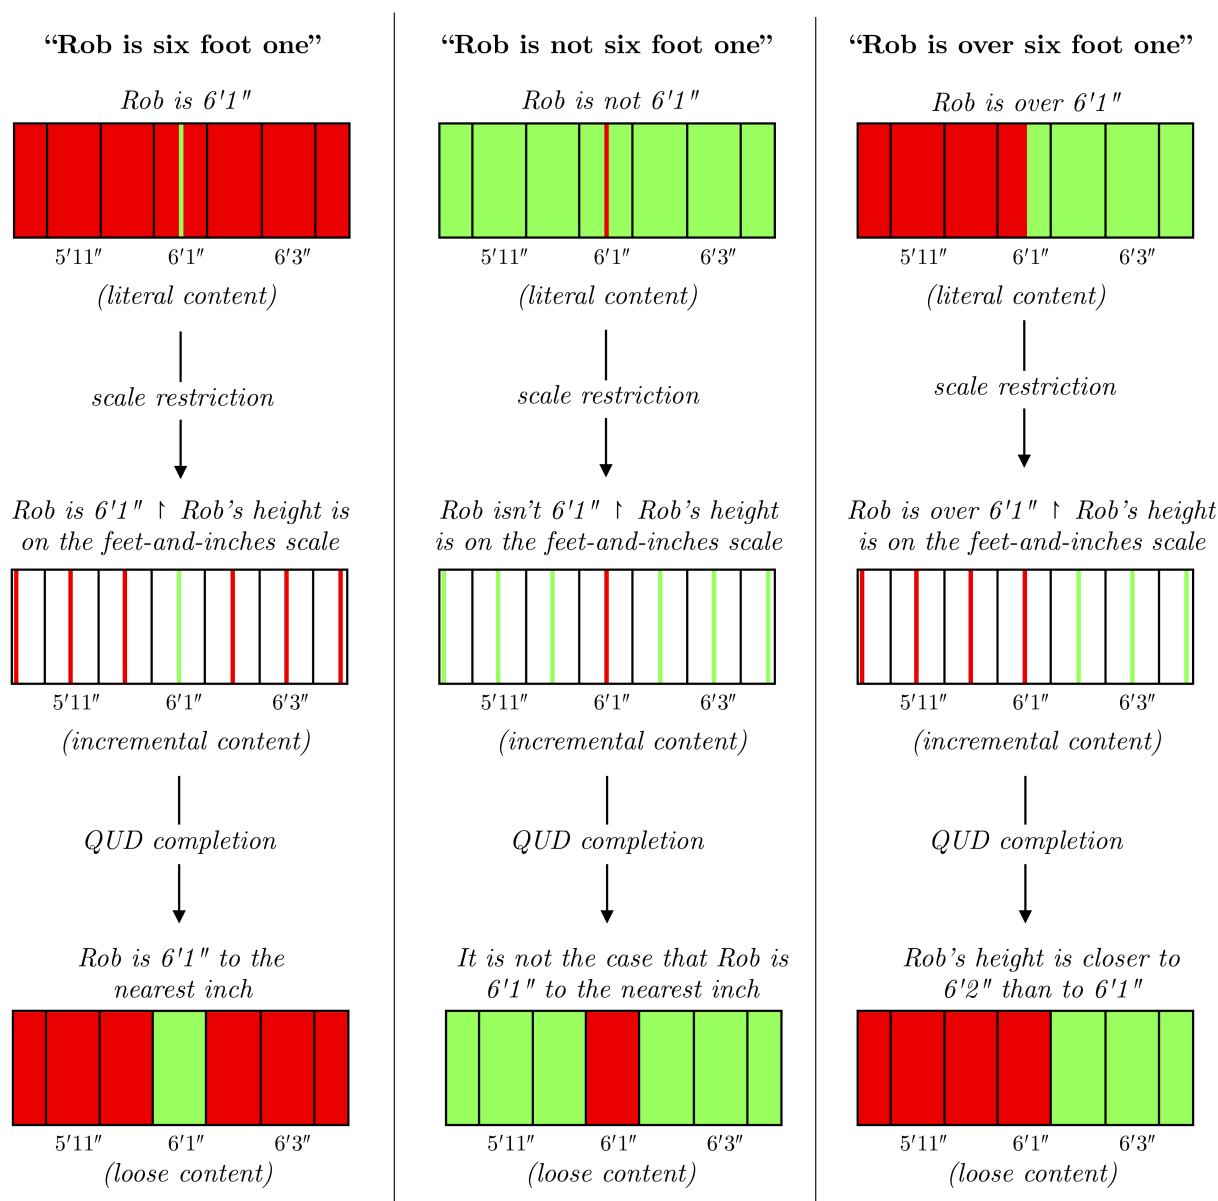 “Rob is six foot one”
Rob is 6'1"
5′11″ 6′1″ 6′3″
(literal content)
scale restriction
Rob is 6'1" ↾ Rob's height is
on the feet-and-inches scale
5′11″ 6′1″ 6′3″
(incremental content)
QUD completion
Rob is 6'1" to the
nearest inch
5′11″ 6′1″ 6′3″
(loose content)
“Rob is not six foot one”
Rob is not 6'1"
5′11″ 6′1″ 6′3″
(literal content)
scale restriction
Rob isn't 6'1" ↾ Rob's height
is on the feet-and-inches scale
5′11″ 6′1″ 6′3″
(incremental content)
QUD completion
It is not the case that Rob is
6'1" to the nearest inch
5′11″ 6′1″ 6′3″
(loose content)
“Rob is over six foot one”
Rob is over 6'1"
5′11″ 6′1″ 6′3″
(literal content)
scale restriction
Rob is over 6'1" ↾ Rob's height
is on the feet-and-inches scale
5′11″ 6′1″ 6′3″
(incremental content)
QUD completion
Rob's height is closer to
6'2" than to 6'1"
5′11″ 6′1″ 6′3″
(loose content)